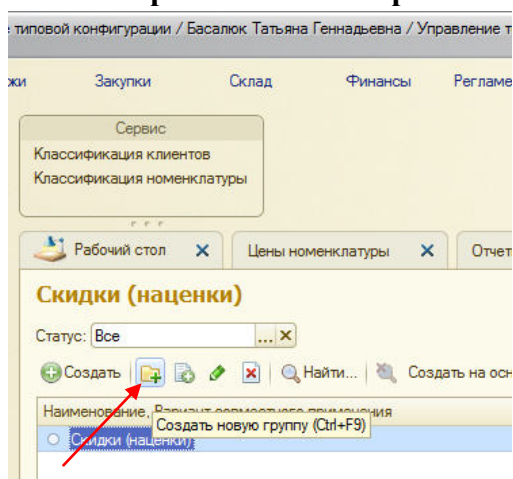 е типовой конфигурации / Басалюк Татьяна Геннадьевна / Управление т
жи Закупки Склад Финансы Регламе
Сервис
Классификация клиентов
Классификация номенклатуры
Рабочий стол Цены номенклатуры Отчет
Скидки (наценки)
Статус: Все ...
Создать Найти... Создать на осн
Наименование, Вариант совместного применения
Создать новую группу (Ctrl+F9)
Скидки (наценки)